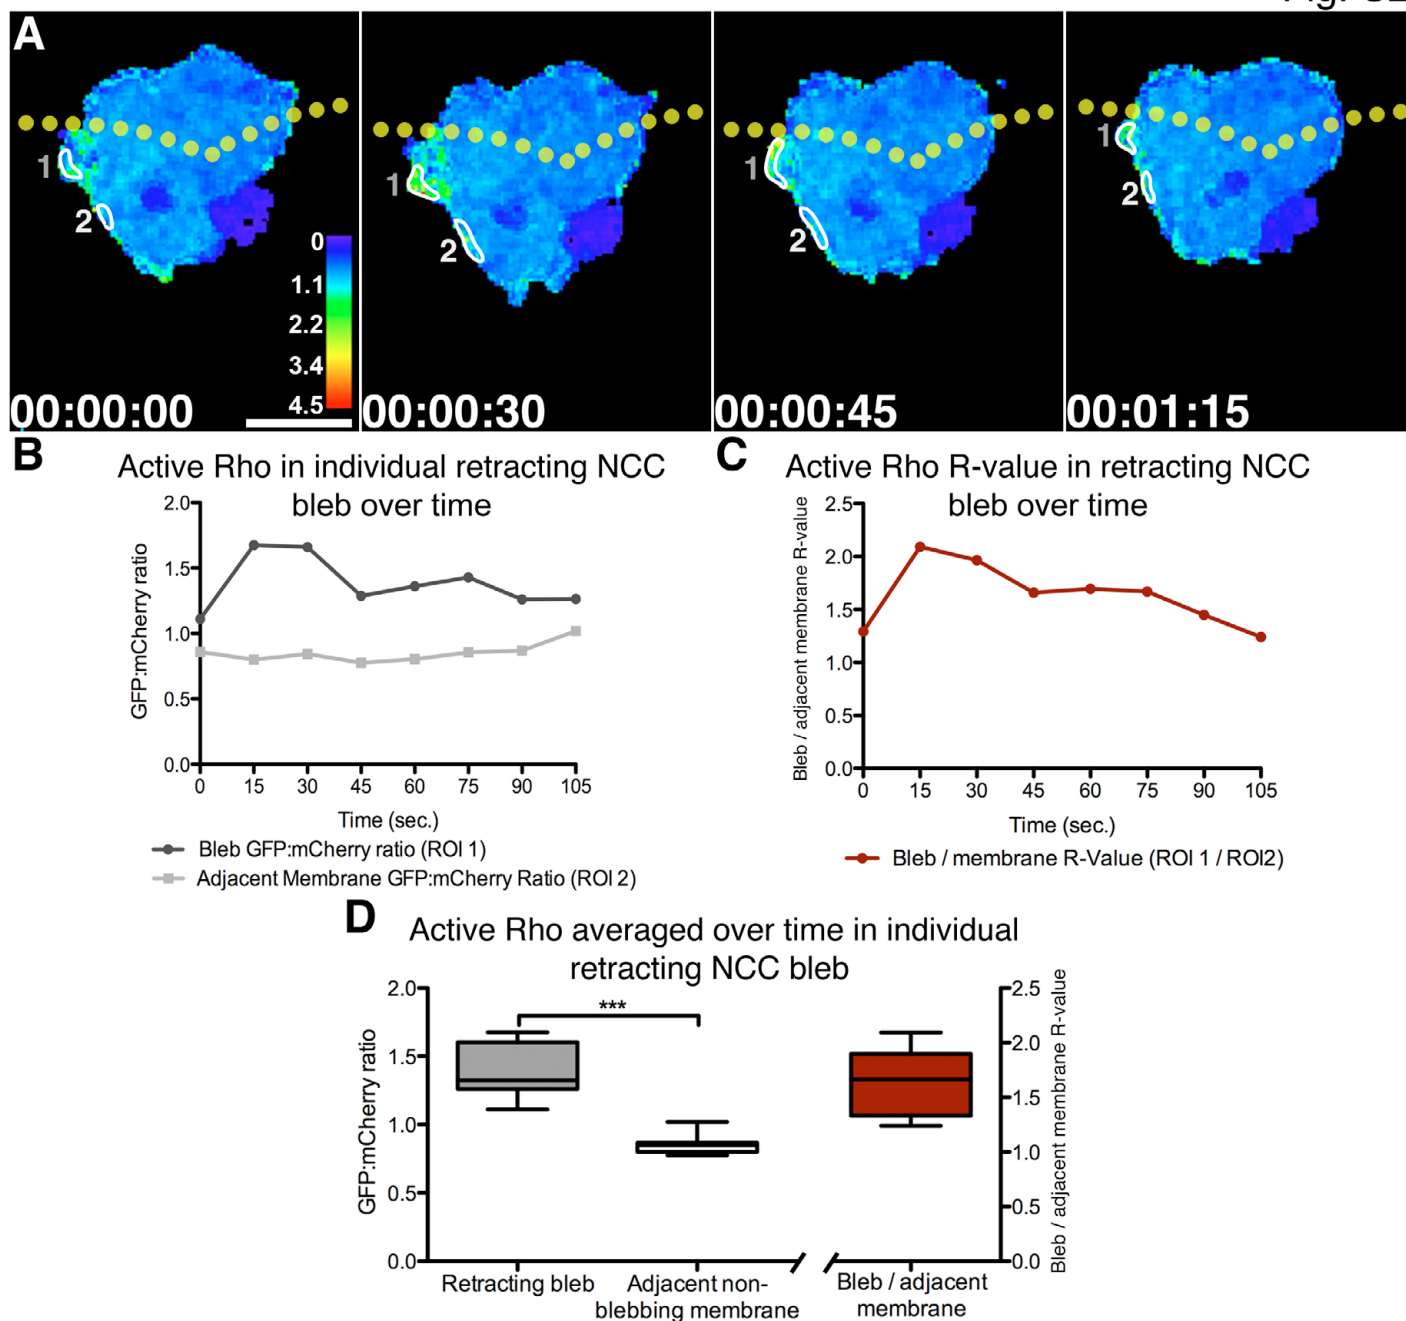 A
1
2
0
1.1
2.2
3.4
4.5
00:00:00
1
2
00:00:30
1
2
00:00:45
1
2
00:01:15
B
Active Rho in individual retracting NCC
bleb over time
GFP:mCherry ratio
2.0
1.5
1.0
0.5
0.0
0 15 30 45 60 75 90 105
Time (sec.)
Bleb GFP:mCherry ratio (ROI 1)
Adjacent Membrane GFP:mCherry Ratio (ROI 2)
C
Active Rho R-value in retracting NCC
bleb over time
Bleb / adjacent membrane R-value
2.5
2.0
1.5
1.0
0.5
0.0
0 15 30 45 60 75 90 105
Time (sec.)
Bleb / membrane R-Value (ROI 1 / ROI2)
D
Active Rho averaged over time in individual
retracting NCC bleb
GFP:mCherry ratio
2.0
1.5
1.0
0.5
0.0
***
Retracting bleb
Adjacent non-
blebbing membrane
Bleb / adjacent
membrane
2.5
2.0
1.5
1.0
0.5
0.0
Bleb / adjacent membrane R-value